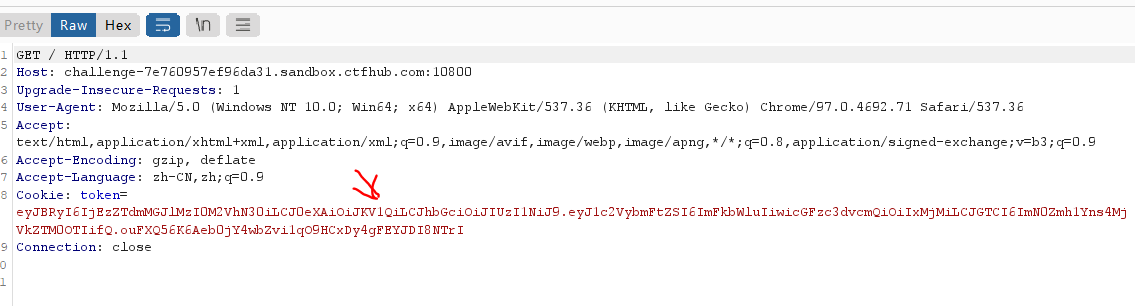 Pretty Raw Hex \n
1 GET / HTTP/1.1
2 Host: challenge-7e760957ef96da31.sandbox.ctfhub.com:10800
3 Upgrade-Insecure-Requests: 1
4 User-Agent: Mozilla/5.0 (Windows NT 10.0; Win64; x64) AppleWebKit/537.36 (KHTML, like Gecko) Chrome/97.0.4692.71 Safari/537.36
5 Accept:
text/html,application/xhtml+xml,application/xml;q=0.9,image/avif,image/webp,image/apng,*/*;q=0.8,application/signed-exchange;v=b3;q=0.9
6 Accept-Encoding: gzip, deflate
7 Accept-Language: zh-CN,zh;q=0.9
8 Cookie: token=
eyJBRyI6IjEzZTdmMGJlMzI0M2VhN30iLCJ0eXAiOiJKV1QiLCJhbGciOiJIUzI1NiJ9.eyJ1c2VybmFtZSI6ImFkbWluIiwicGFzc3dvcmQiOiIxMjMiLCJGTCI6ImN0Zmh1Yns4Mj
VkZTM0OTIifQ.ouFXQ56K6Aeb0jY4wbZvi1qO9HCxDy4gFEYJDI8NTrI
9 Connection: close
0
1